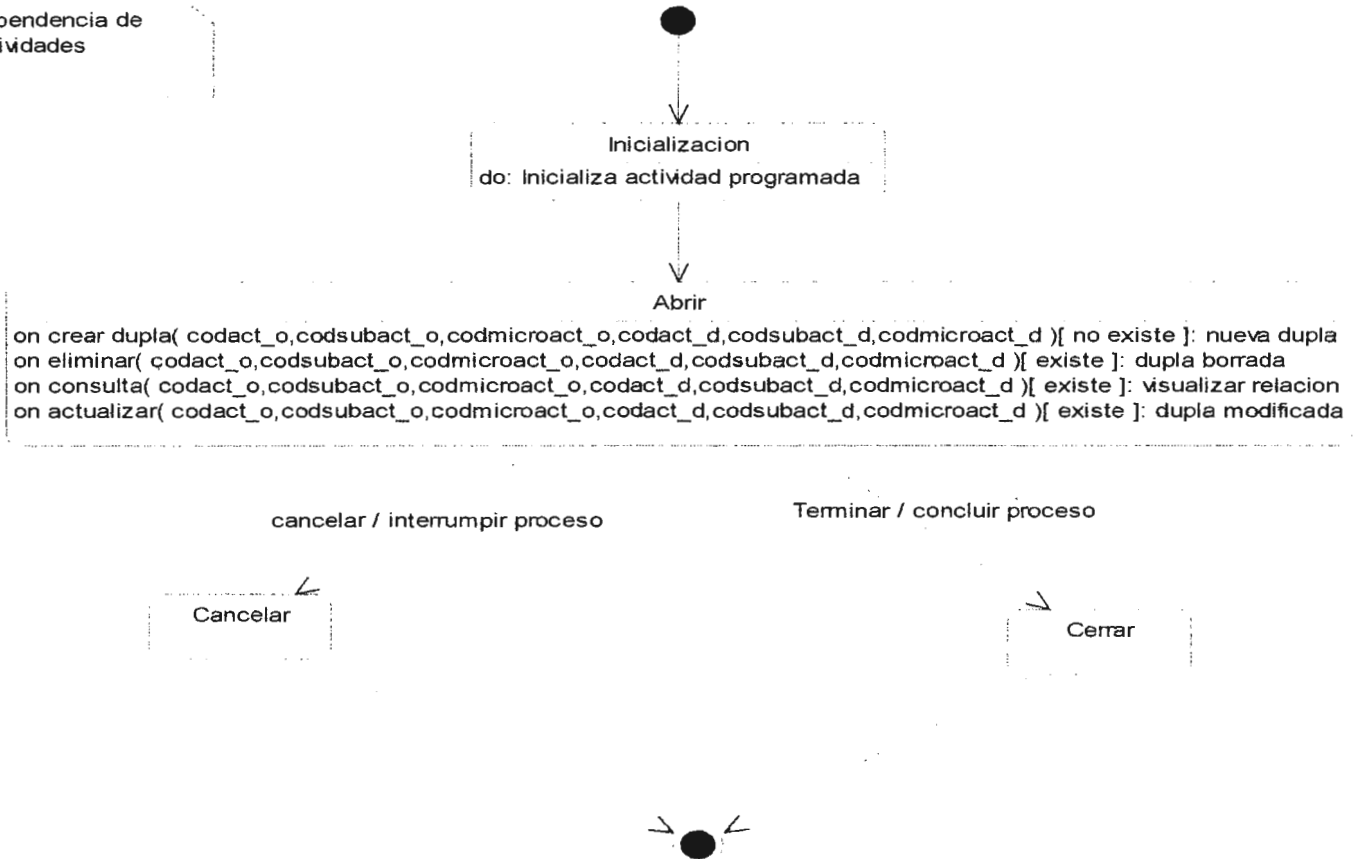 pendencia de
ividades
Inicializacion
do: Inicializa actividad programada
Abrir
on crear dupla( codact_o,codsubact_o,codmicroact_o,codact_d,codsubact_d,codmicroact_d )[ no existe ]: nueva dupla
on eliminar( codact_o,codsubact_o,codmicroact_o,codact_d,codsubact_d,codmicroact_d )[ existe ]: dupla borrada
on consulta( codact_o,codsubact_o,codmicroact_o,codact_d,codsubact_d,codmicroact_d )[ existe ]: visualizar relacion
on actualizar( codact_o,codsubact_o,codmicroact_o,codact_d,codsubact_d,codmicroact_d )[ existe ]: dupla modificada
cancelar / interrumpir proceso
Terminar / concluir proceso
Cancelar
Cerrar